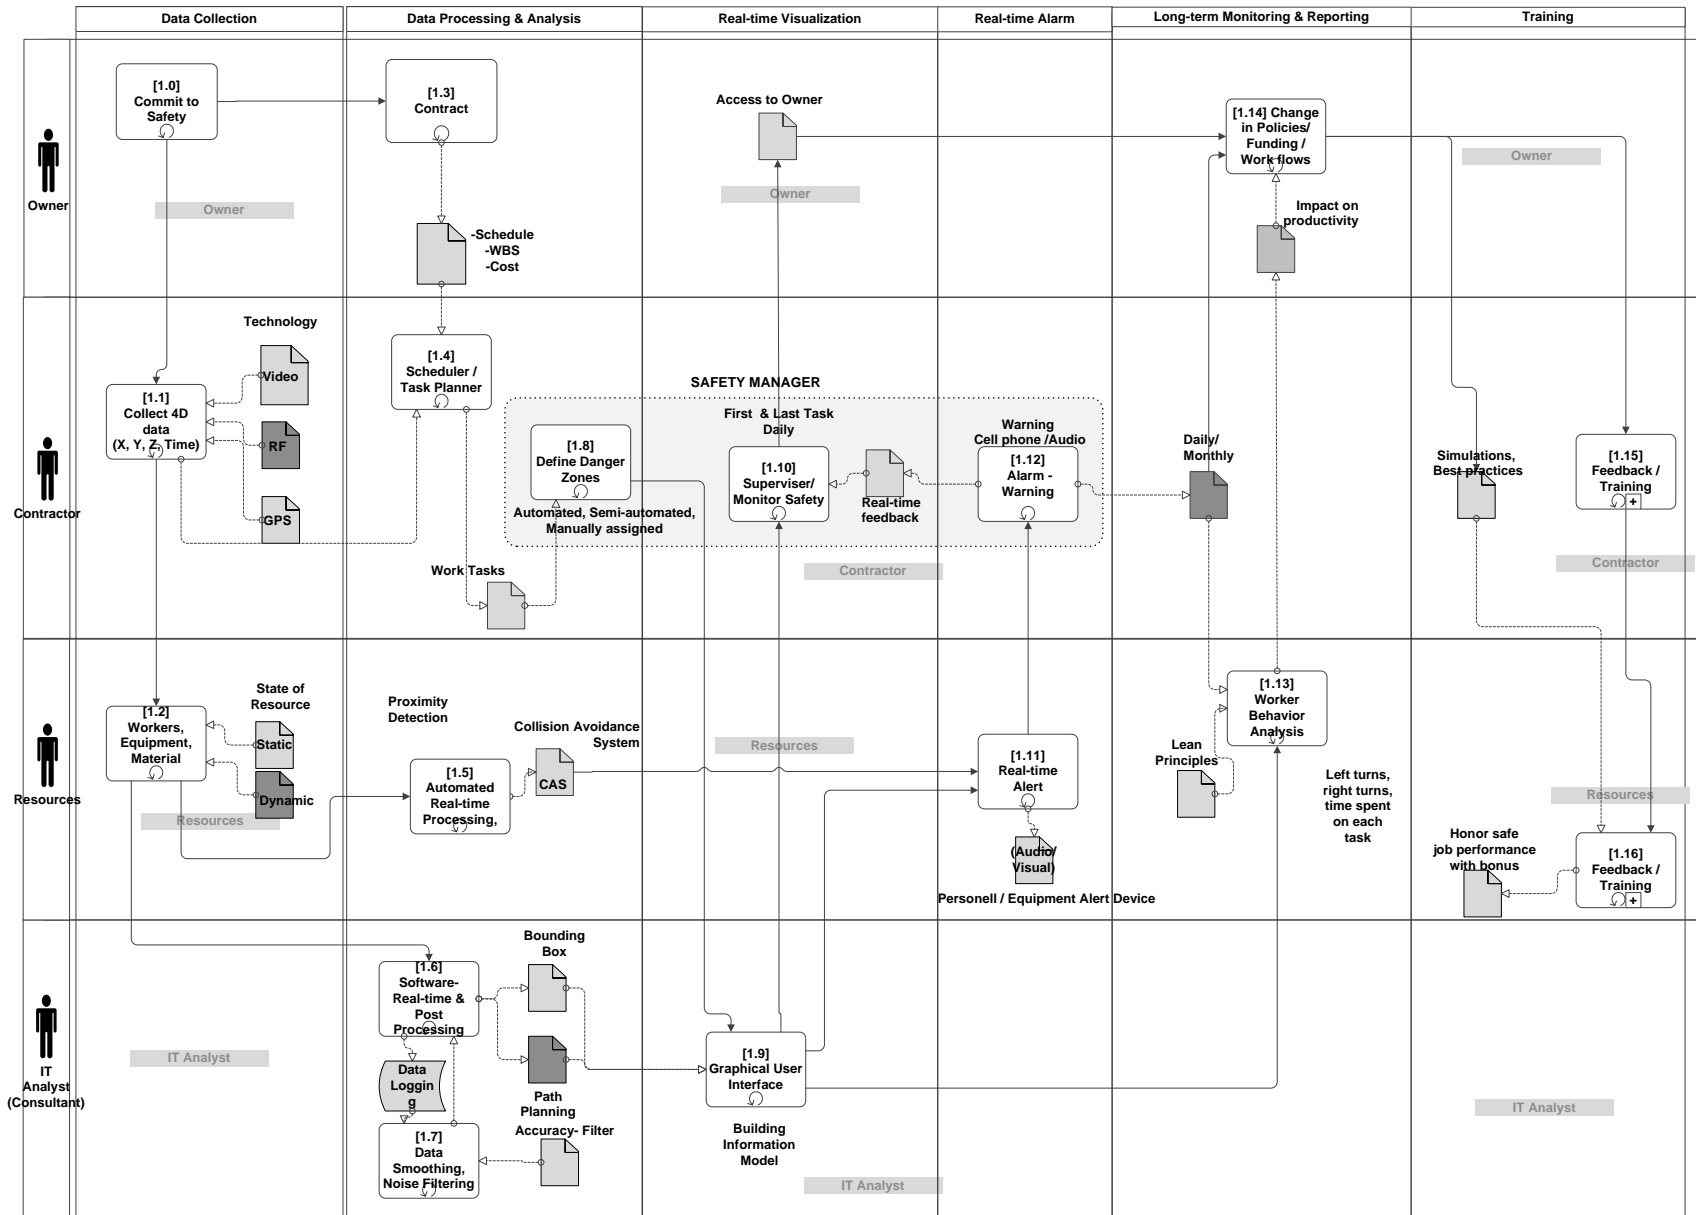 Data Collection
Data Processing & Analysis
Real-time Visualization
Real-time Alarm
Long-term Monitoring & Reporting
Training
Owner
[1.0]
Commit to
Safety
Owner
[1.3]
Contract
-Schedule
-WBS
-Cost
Access to Owner
Owner
[1.14] Change
in Policies/
Funding /
Work flows
Impact on
productivity
Owner
Contractor
Technology
Video
RF
GPS
[1.1]
Collect 4D
data
(X, Y, Z, Time)
[1.4]
Scheduler /
Task Planner
SAFETY MANAGER
[1.8]
Define Danger
Zones
Automated, Semi-automated,
Manually assigned
Work Tasks
First & Last Task
Daily
[1.10]
Superviser/
Monitor Safety
Real-time
feedback
Warning
Cell phone /Audio
[1.12]
Alarm -
Warning
Contractor
Daily/
Monthly
Simulations,
Best practices
[1.15]
Feedback /
Training
+
Contractor
Resources
[1.2]
Workers,
Equipment,
Material
State of
Resource
Static
Dynamic
Resources
Proximity
Detection
[1.5]
Automated
Real-time
Processing,
Collision Avoidance
System
CAS
Resources
[1.11]
Real-time
Alert
(Audio/
Visual)
Personell / Equipment Alert Device
[1.13]
Worker
Behavior
Analysis
Lean
Principles
Left turns,
right turns,
time spent
on each
task
Resources
Honor safe
job performance
with bonus
[1.16]
Feedback /
Training
+
IT
Analyst
(Consultant)
IT Analyst
[1.6]
Software-
Real-time &
Post
Processing
Data
Loggin
g
[1.7]
Data
Smoothing,
Noise Filtering
Bounding
Box
Path
Planning
Accuracy- Filter
[1.9]
Graphical User
Interface
Building
Information
Model
IT Analyst
IT Analyst